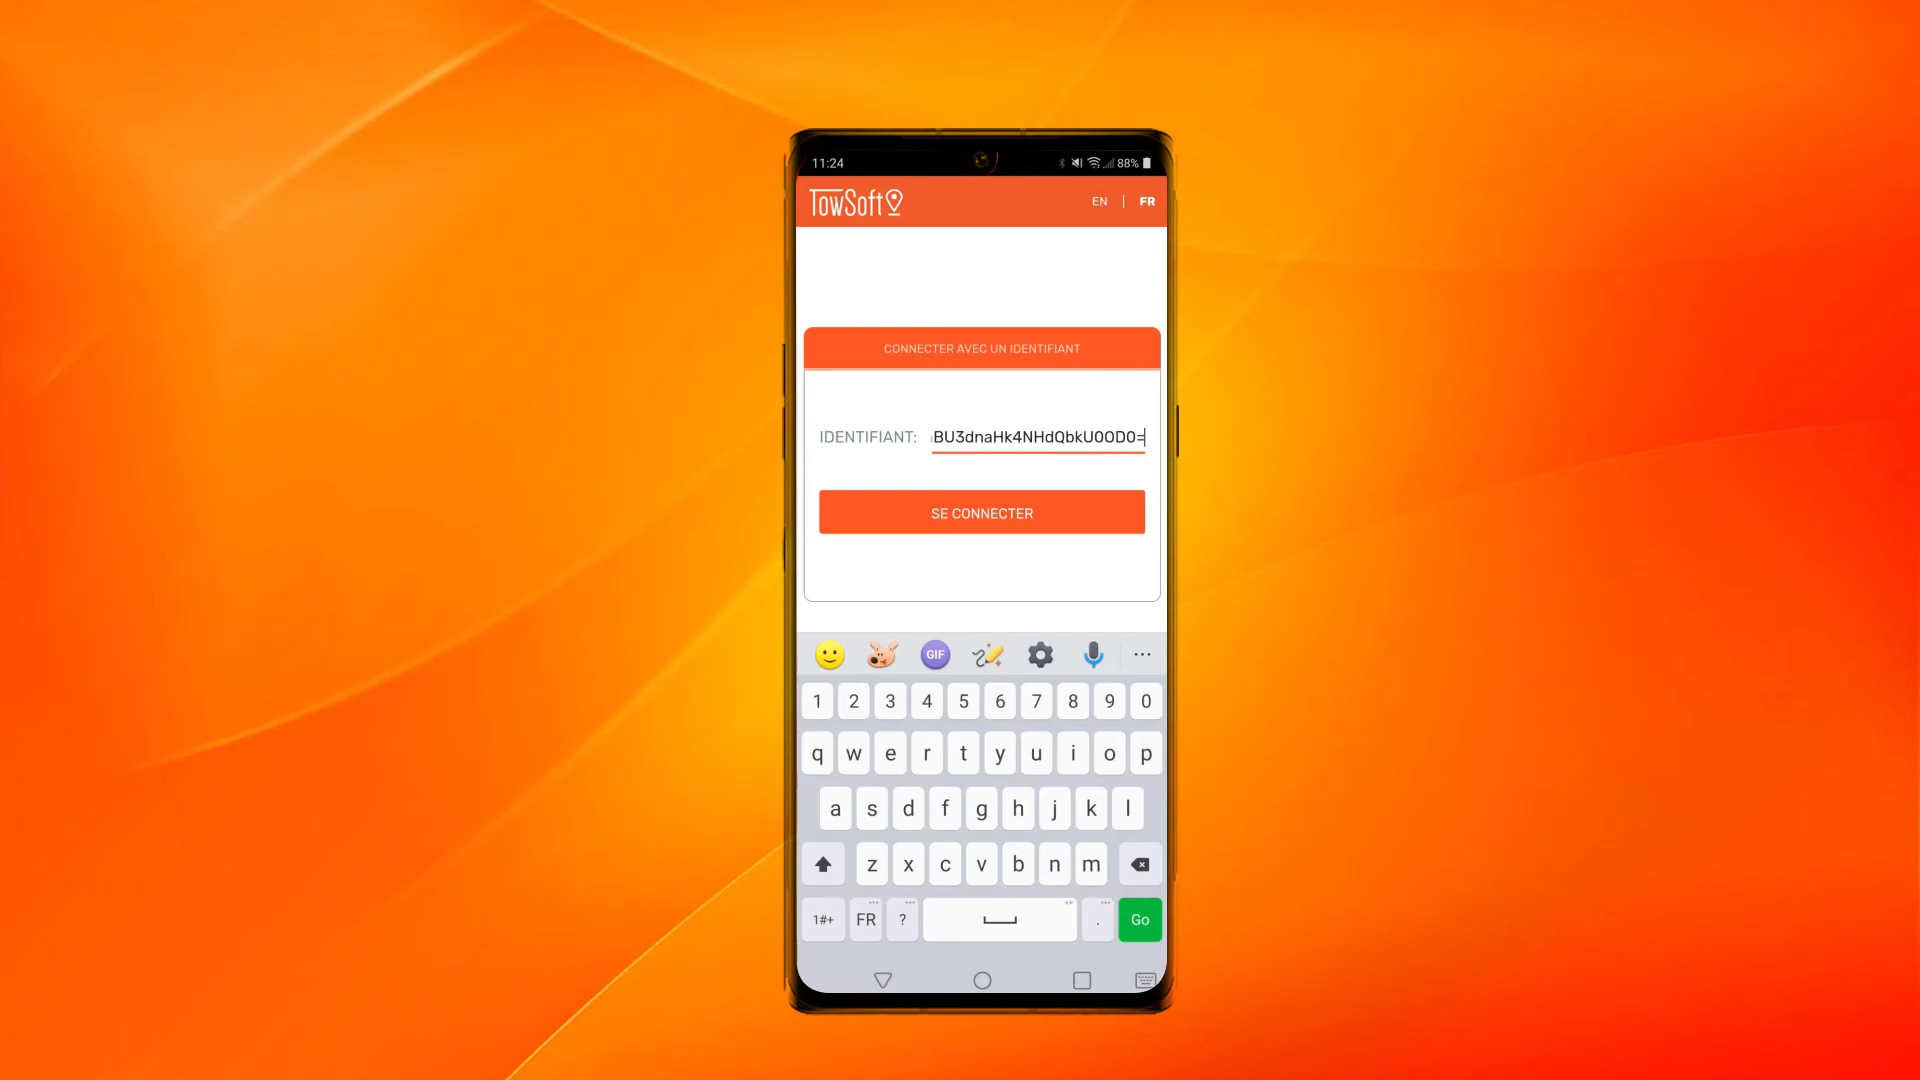 11:24
88%
TowSoft
EN | FR
CONNECTER AVEC UN IDENTIFIANT
IDENTIFIANT: BU3dnaHk4NHdQbkU0ODO=
SE CONNECTER
GIF
1 2 3 4 5 6 7 8 9 0
q w e r t y u i o p
a s d f g h j k l
z x c v b n m
1#+ FR ? . Go